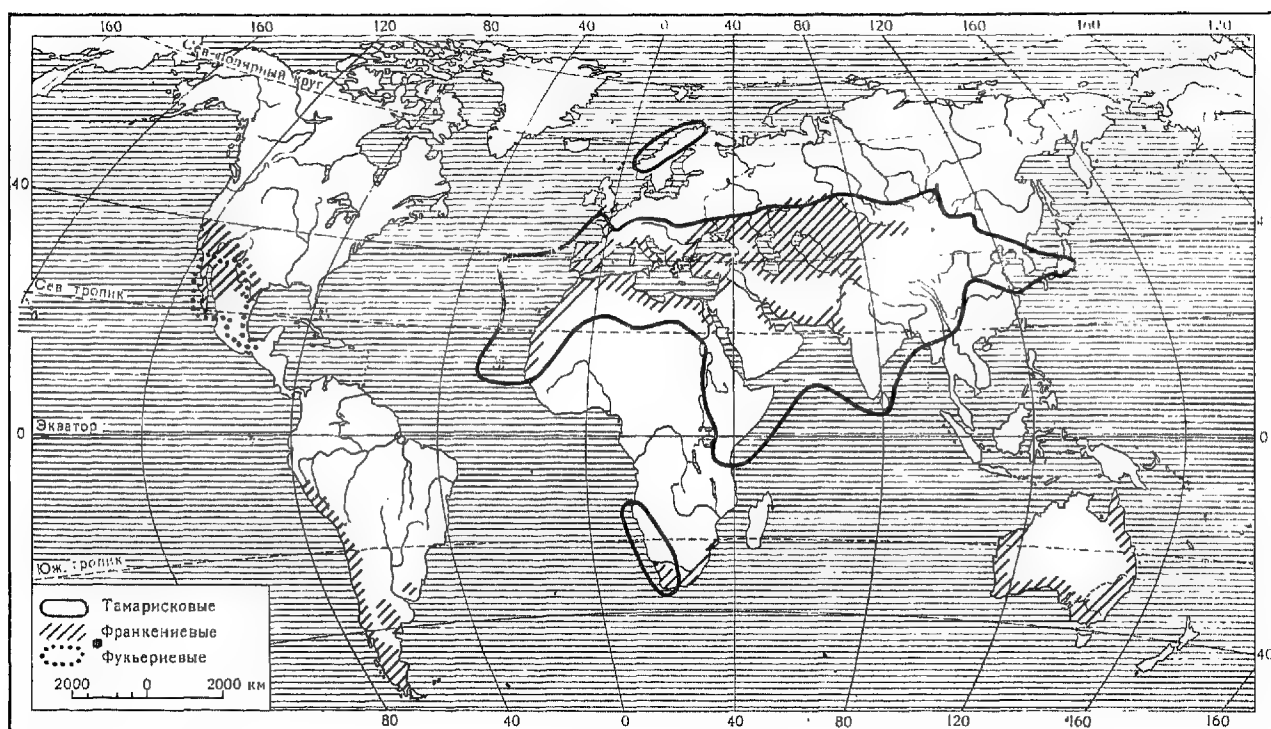 160 160 120 80 40 0 40 80 120 160 160 120
Сев. полярный круг
40
Сев. тропик
Экватор
0 0
Юж. тропик
Тамарисковые
Франкениевые
Фукьериевые
2000 0 2000 км
40
80 40 0 40 80 120 160 160